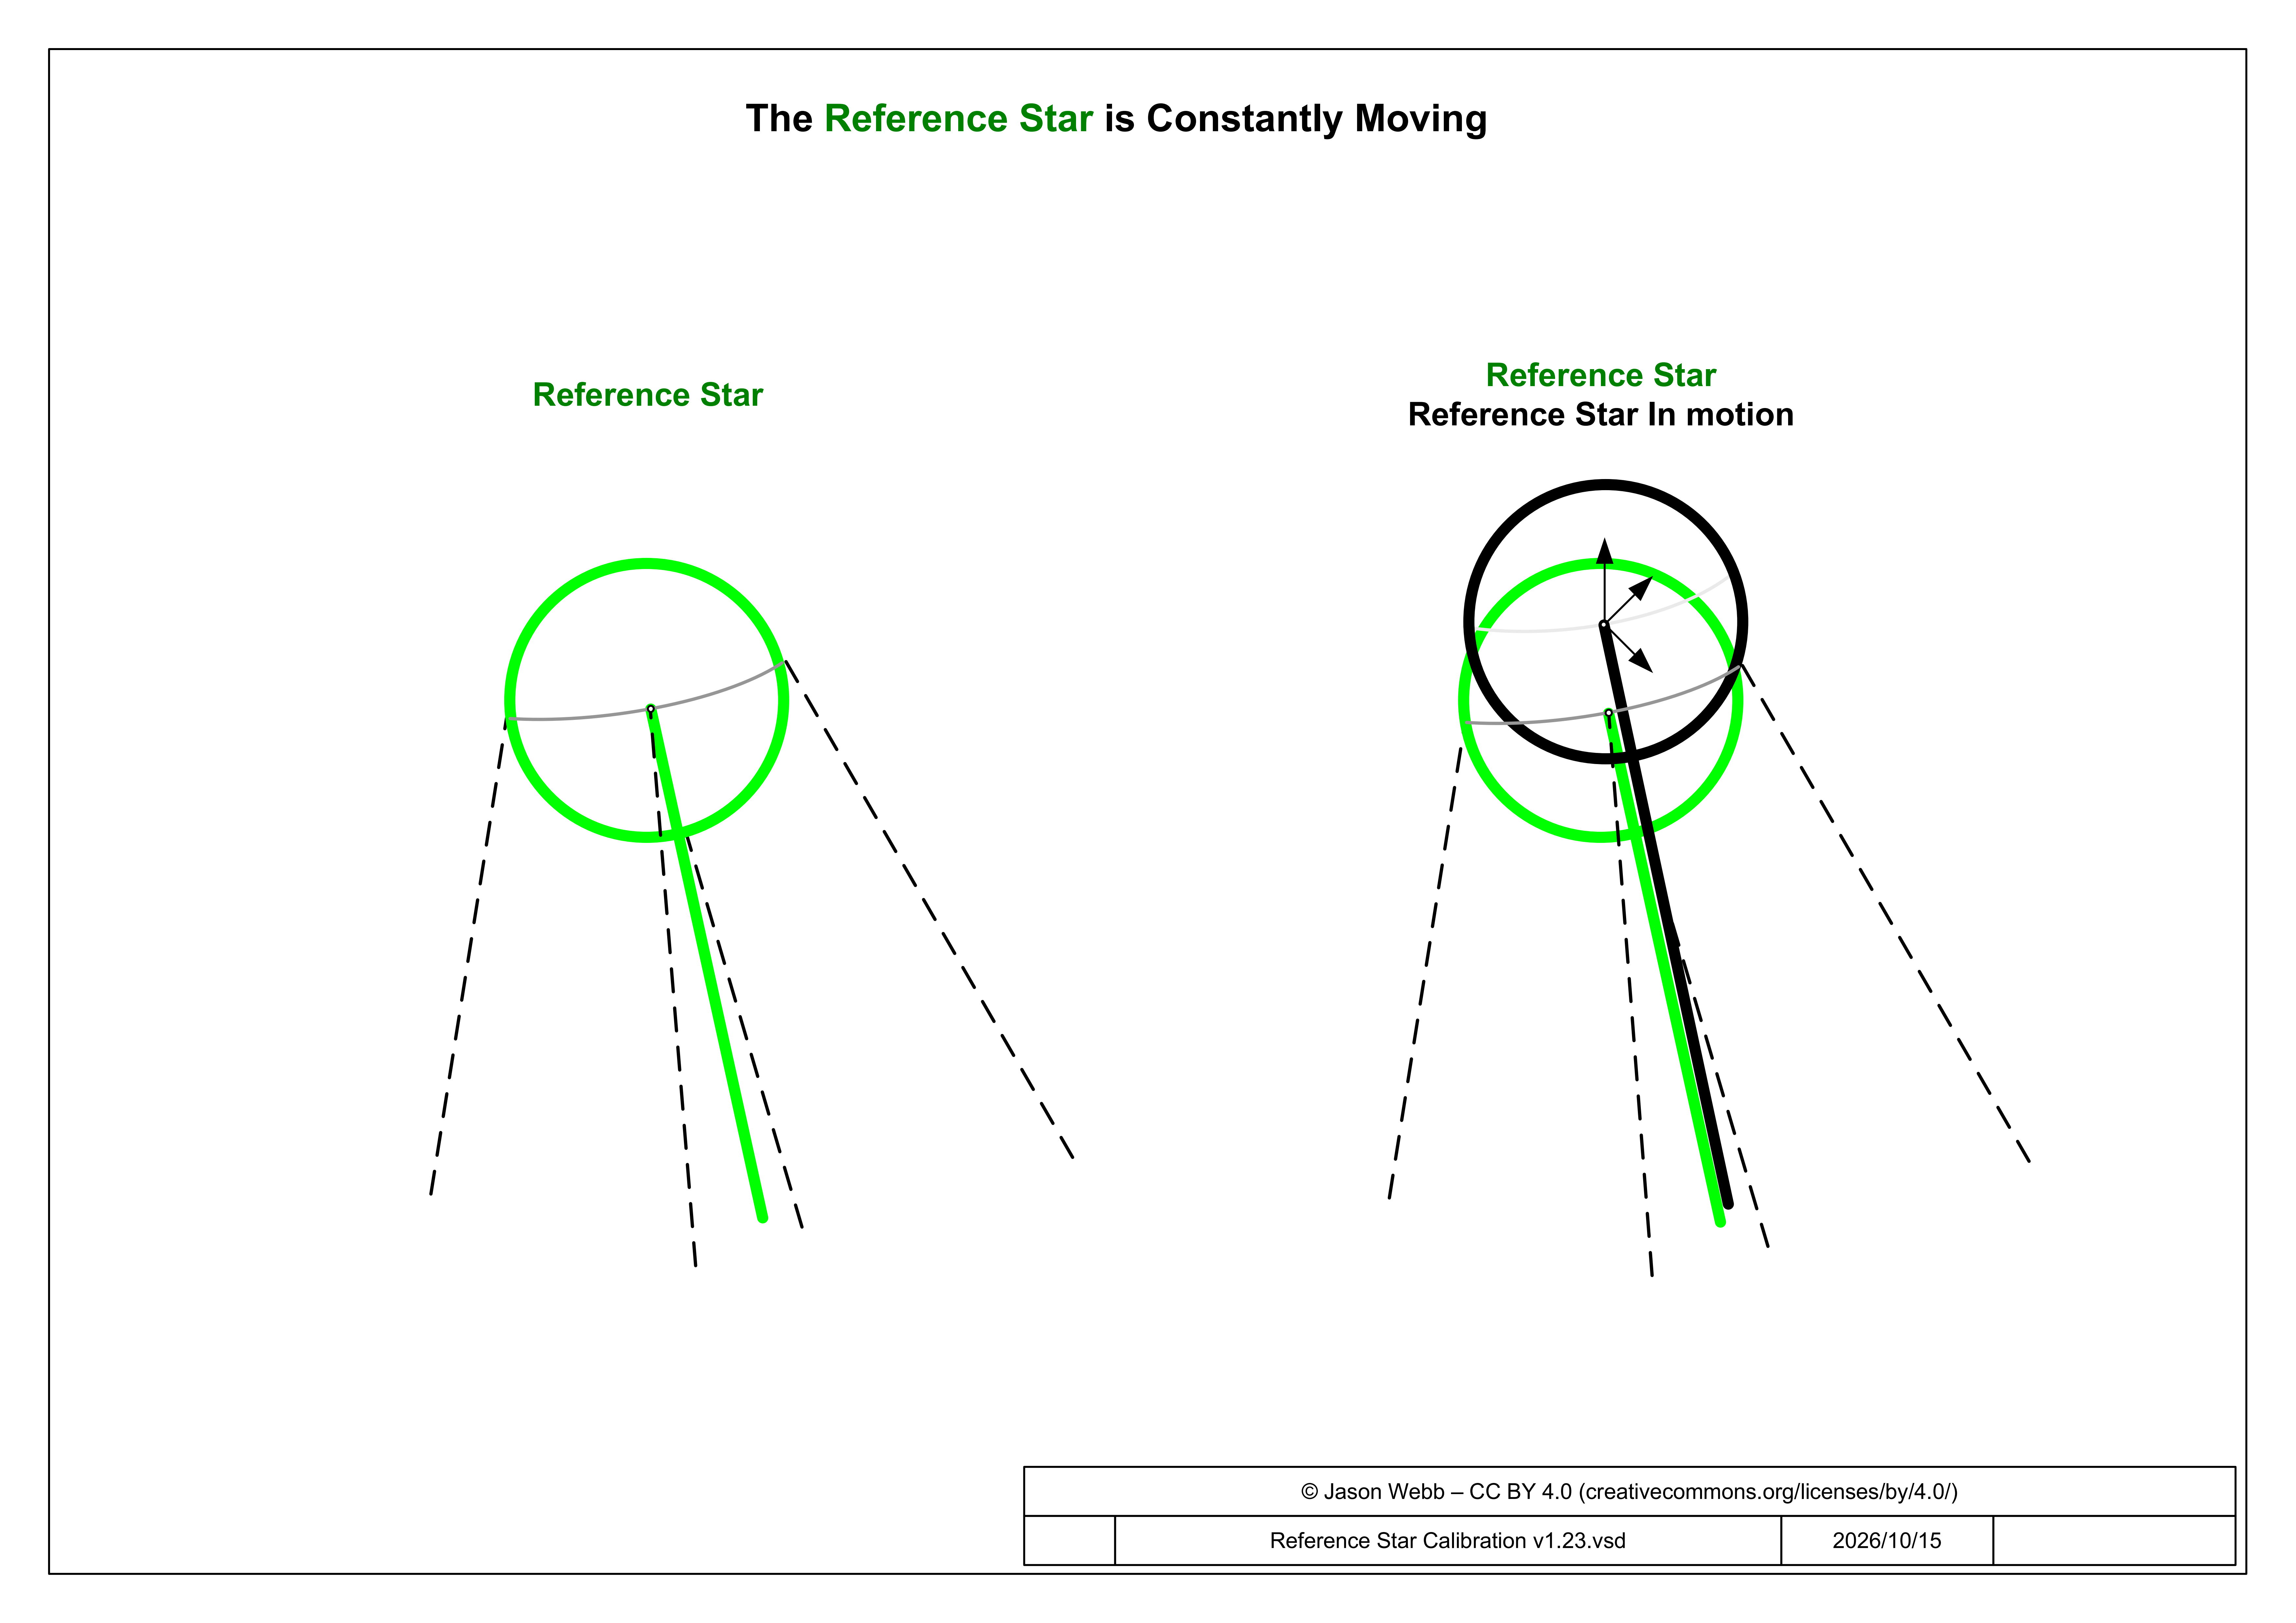 The Reference Star is Constantly Moving
Reference Star
Reference Star
Reference Star In motion
© Jason Webb – CC BY 4.0 (creativecommons.org/licenses/by/4.0/)
Reference Star Calibration v1.23.vsd
2026/10/15